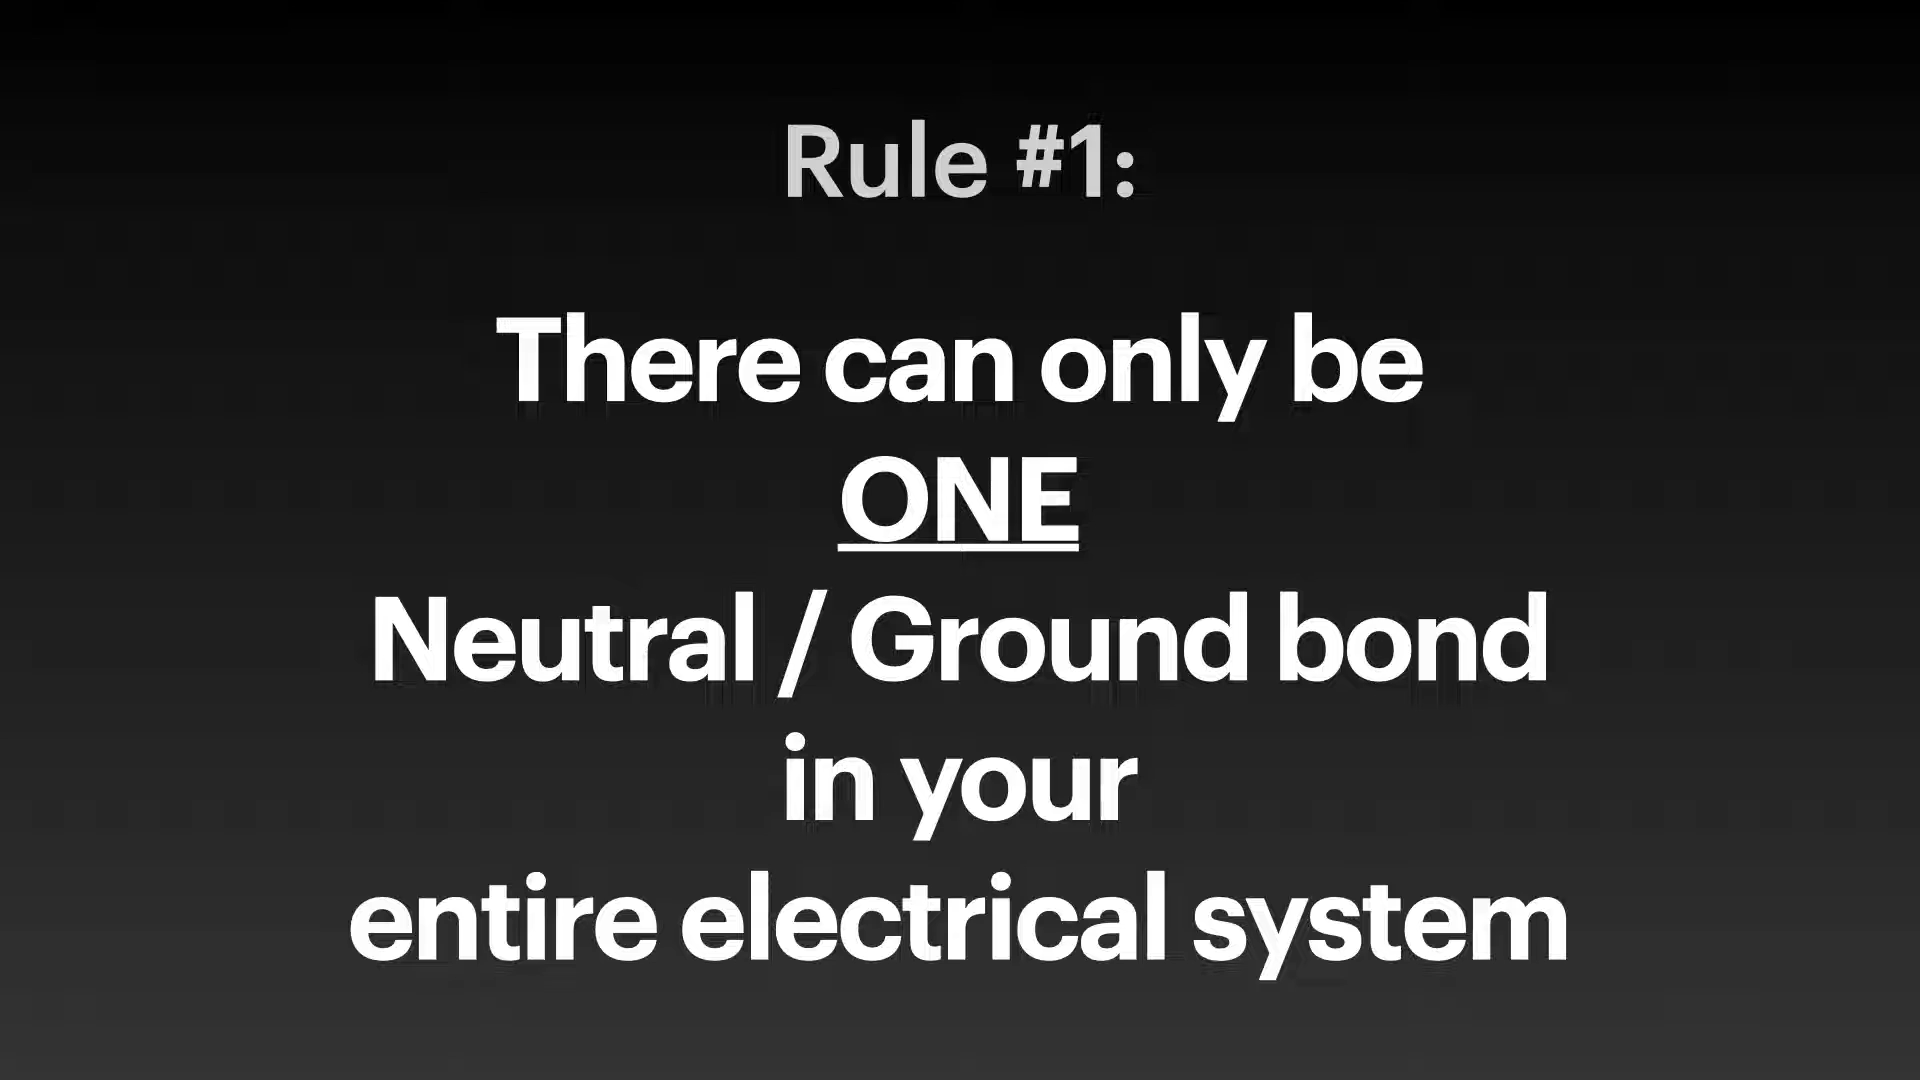 Rule #1:
There can only be
ONE
Neutral / Ground bond
in your
entire electrical system